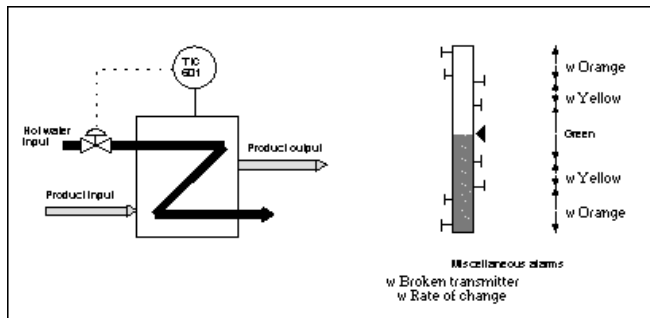 TIC
601
Hot water
input
Product output
Product input
w Orange
w Yellow
Green
w Yellow
w Orange
Miscellaneous alarms
w Broken transmitter
w Rate of change